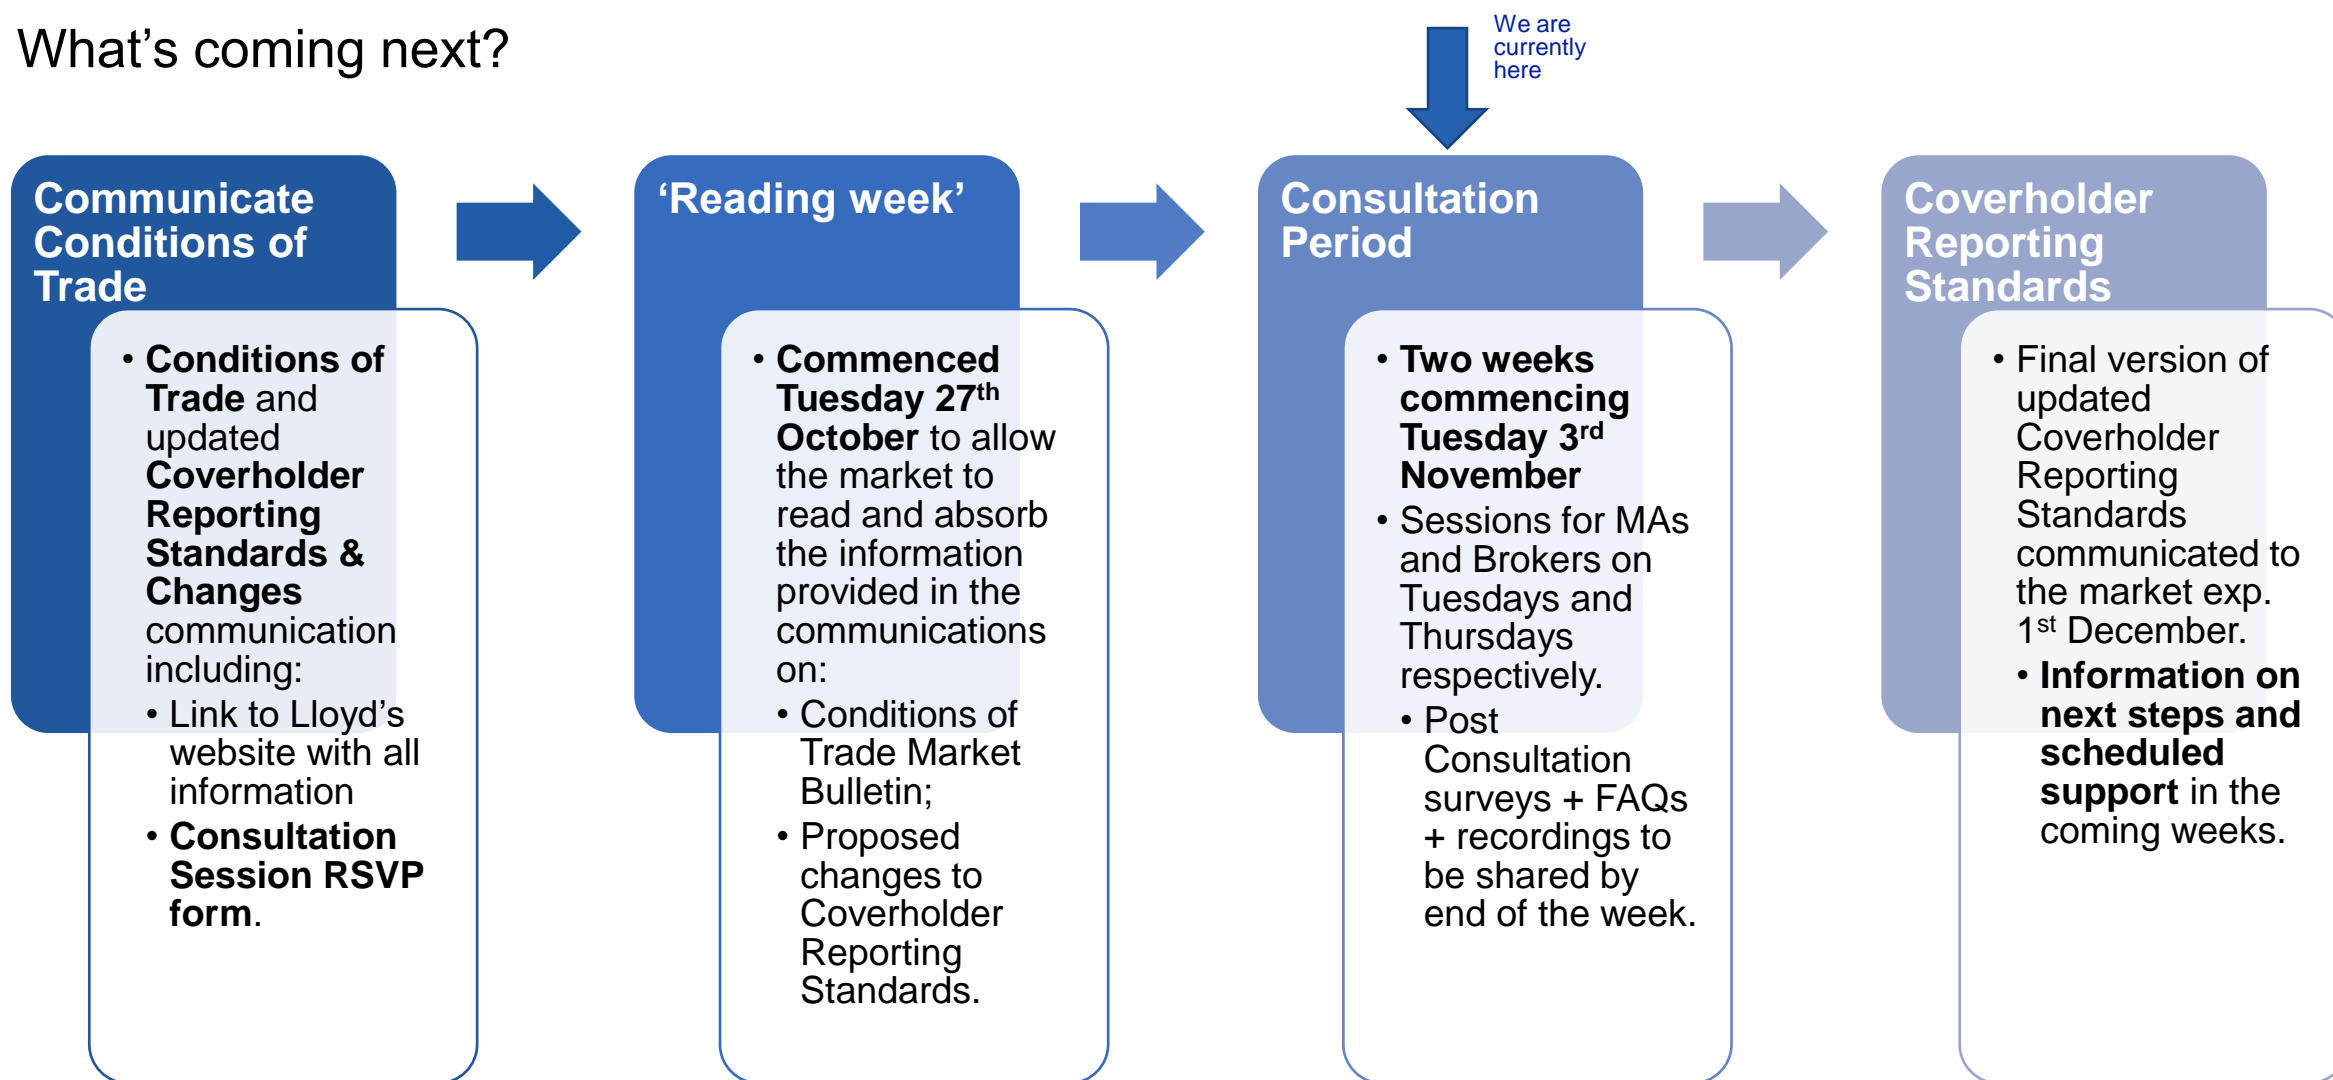 What’s coming next?
We are
currently
here
Communicate
Conditions of
Trade
• Conditions of
Trade and
updated
Coverholder
Reporting
Standards &
Changes
communication
including:
• Link to Lloyd’s
website with all
information
• Consultation
Session RSVP
form.
‘Reading week’
• Commenced
Tuesday 27th
October to allow
the market to
read and absorb
the information
provided in the
communications
on:
• Conditions of
Trade Market
Bulletin;
• Proposed
changes to
Coverholder
Reporting
Standards.
Consultation
Period
• Two weeks
commencing
Tuesday 3rd
November
• Sessions for MAs
and Brokers on
Tuesdays and
Thursdays
respectively.
• Post
Consultation
surveys + FAQs
+ recordings to
be shared by
end of the week.
Coverholder
Reporting
Standards
• Final version of
updated
Coverholder
Reporting
Standards
communicated to
the market exp.
1st December.
• Information on
next steps and
scheduled
support in the
coming weeks.